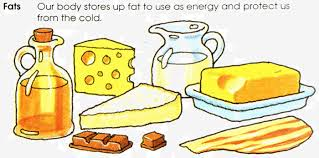 Fats Our body stores up fat to use as energy and protect us
from the cold.